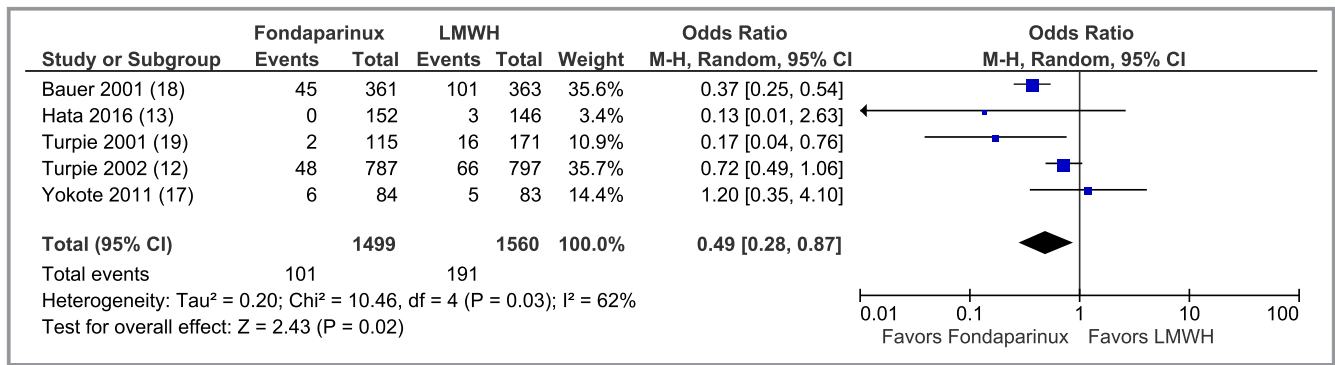 Fondaparinux LMWH Odds Ratio Odds Ratio
Study or Subgroup Events Total Events Total Weight M-H, Random, 95% CI M-H, Random, 95% CI
Bauer 2001 (18) 45 361 101 363 35.6% 0.37 [0.25, 0.54]
Hata 2016 (13) 0 152 3 146 3.4% 0.13 [0.01, 2.63]
Turpie 2001 (19) 2 115 16 171 10.9% 0.17 [0.04, 0.76]
Turpie 2002 (12) 48 787 66 797 35.7% 0.72 [0.49, 1.06]
Yokote 2011 (17) 6 84 5 83 14.4% 1.20 [0.35, 4.10]
Total (95% CI) 1499 1560 100.0% 0.49 [0.28, 0.87]
Total events 101 191
Heterogeneity: Tau² = 0.20; Chi² = 10.46, df = 4 (P = 0.03); I² = 62%
Test for overall effect: Z = 2.43 (P = 0.02)
0.01 0.1 1 10 100
Favors Fondaparinux Favors LMWH